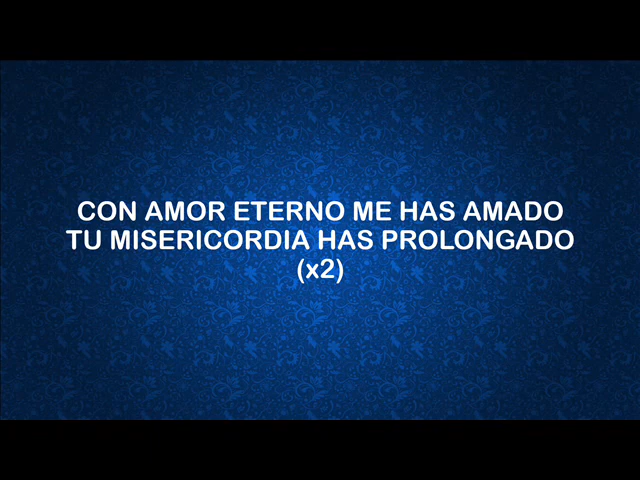 CON AMOR ETERNO ME HAS AMADO
TU MISERICORDIA HAS PROLONGADO
(x2)